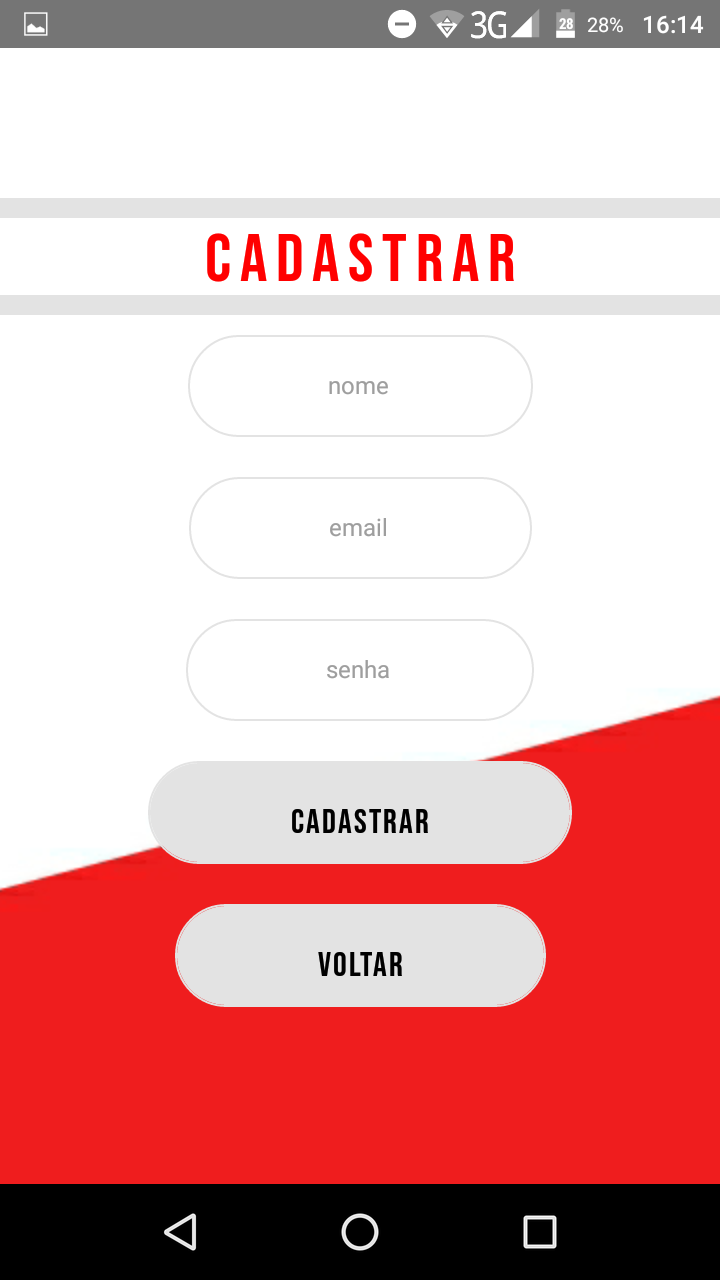 3G 28 28% 16:14
CADASTRAR
nome
email
senha
CADASTRAR
VOLTAR